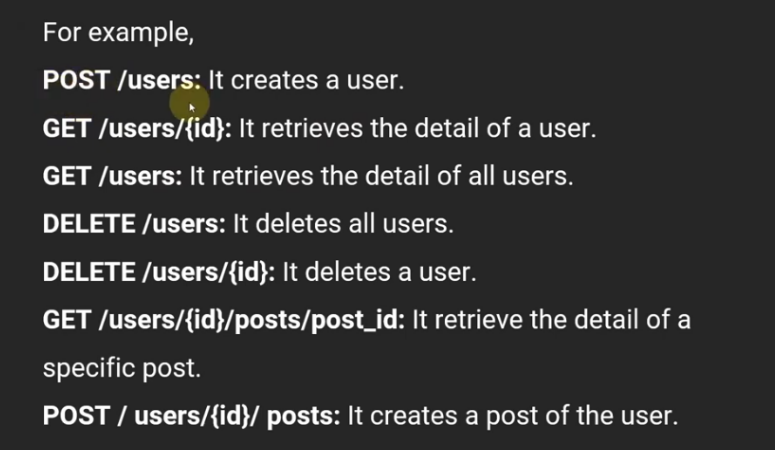 For example,
POST /users: It creates a user.
GET /users/{id}: It retrieves the detail of a user.
GET /users: It retrieves the detail of all users.
DELETE /users: It deletes all users.
DELETE /users/{id}: It deletes a user.
GET /users/{id}/posts/post_id: It retrieve the detail of a
specific post.
POST / users/{id}/ posts: It creates a post of the user.